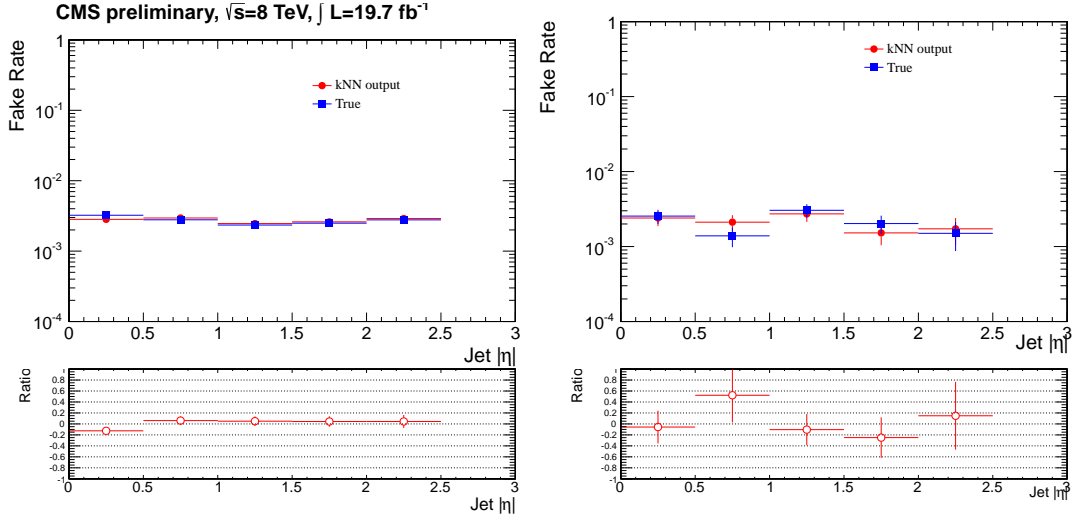 CMS preliminary, √s=8 TeV, ∫ L=19.7 fb⁻¹
Fake Rate
1
10⁻¹
10⁻²
10⁻³
10⁻⁴
kNN output
True
0 0.5 1 1.5 2 2.5 3
Jet |η|
Ratio
1
0.8
0.6
0.4
0.2
0
-0.2
-0.4
-0.6
-0.8
-1
0 0.5 1 1.5 2 2.5 3
Jet |η|
Fake Rate
1
10⁻¹
10⁻²
10⁻³
10⁻⁴
kNN output
True
0 0.5 1 1.5 2 2.5 3
Jet |η|
Ratio
1
0.8
0.6
0.4
0.2
0
-0.2
-0.4
-0.6
-0.8
-1
0 0.5 1 1.5 2 2.5 3
Jet |η|